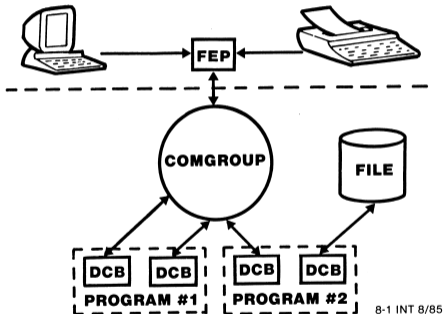 FEP
COMGROUP
FILE
DCB
DCB
DCB
DCB
PROGRAM #1
PROGRAM #2
8-1 INT 8/85